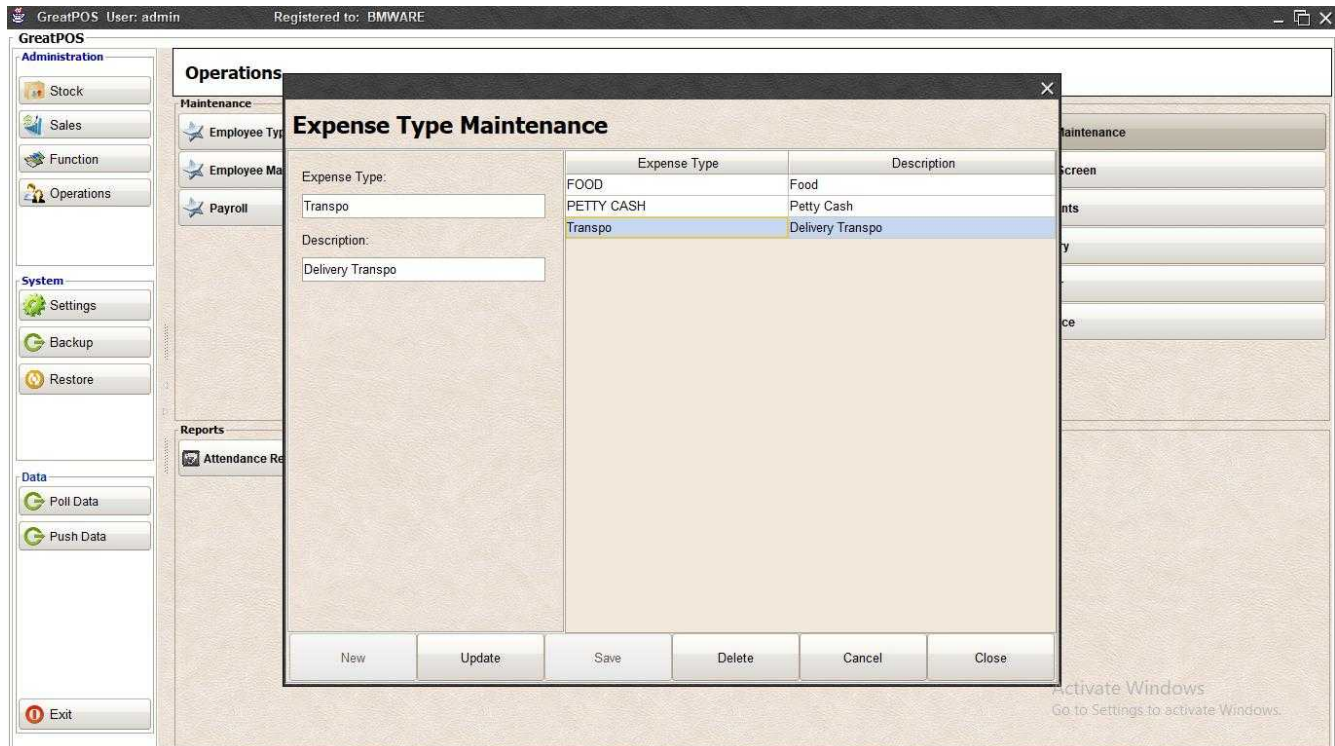 GreatPOS User: admin Registered to: BMWARE
GreatPOS
Administration
Stock
Sales
Function
Operations
System
Settings
Backup
Restore
Data
Poll Data
Push Data
Exit
Operations
Maintenance
Employee Typ
Employee Ma
Payroll
Reports
Attendance Re
Expense Type Maintenance
Expense Type:
Transpo
Description:
Delivery Transpo
Expense Type Description
FOOD Food
PETTY CASH Petty Cash
Transpo Delivery Transpo
New Update Save Delete Cancel Close
Maintenance
Screen
nts
y
ce
Activate Windows
Go to Settings to activate Windows.